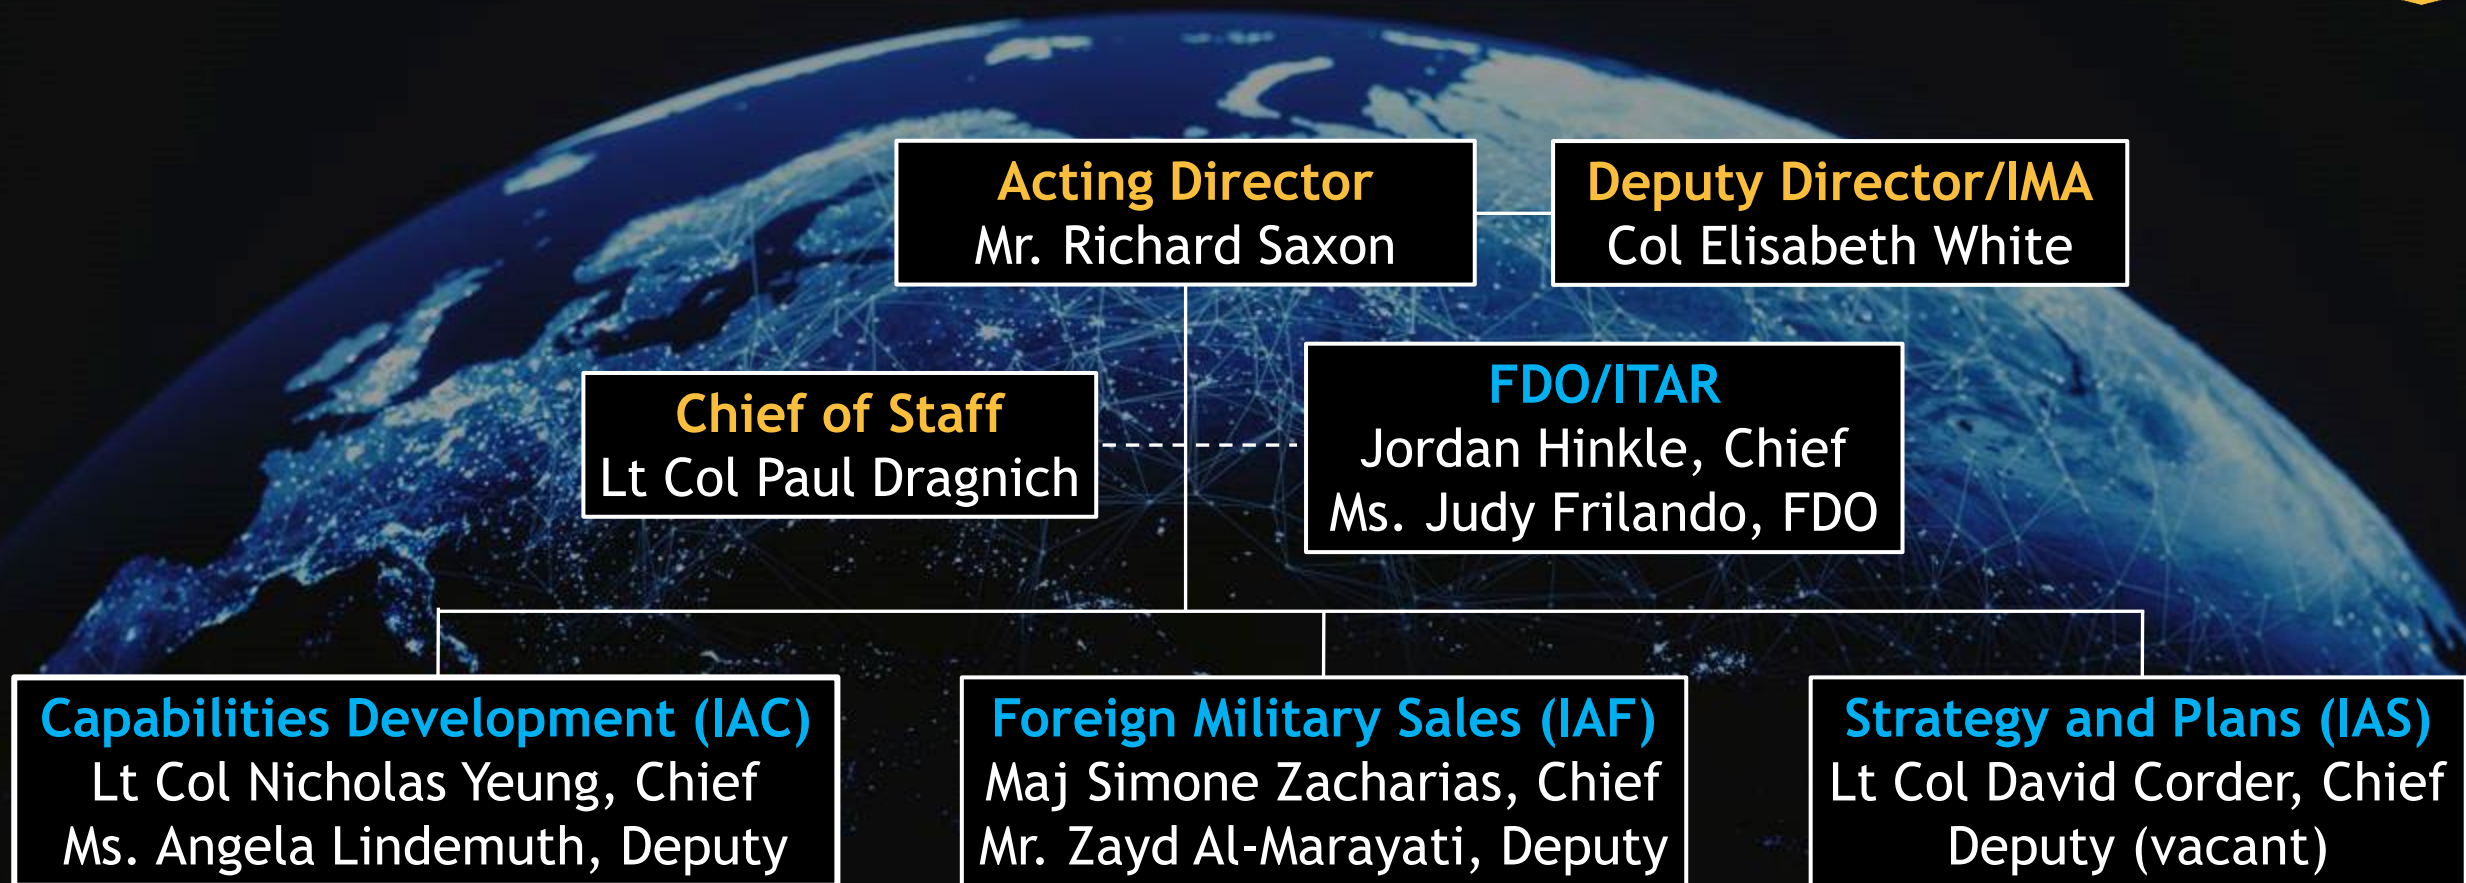 Acting Director
Mr. Richard Saxon
Deputy Director/IMA
Col Elisabeth White
Chief of Staff
Lt Col Paul Dragnich
FDO/ITAR
Jordan Hinkle, Chief
Ms. Judy Frilando, FDO
Capabilities Development (IAC)
Lt Col Nicholas Yeung, Chief
Ms. Angela Lindemuth, Deputy
Foreign Military Sales (IAF)
Maj Simone Zacharias, Chief
Mr. Zayd Al-Marayati, Deputy
Strategy and Plans (IAS)
Lt Col David Corder, Chief
Deputy (vacant)